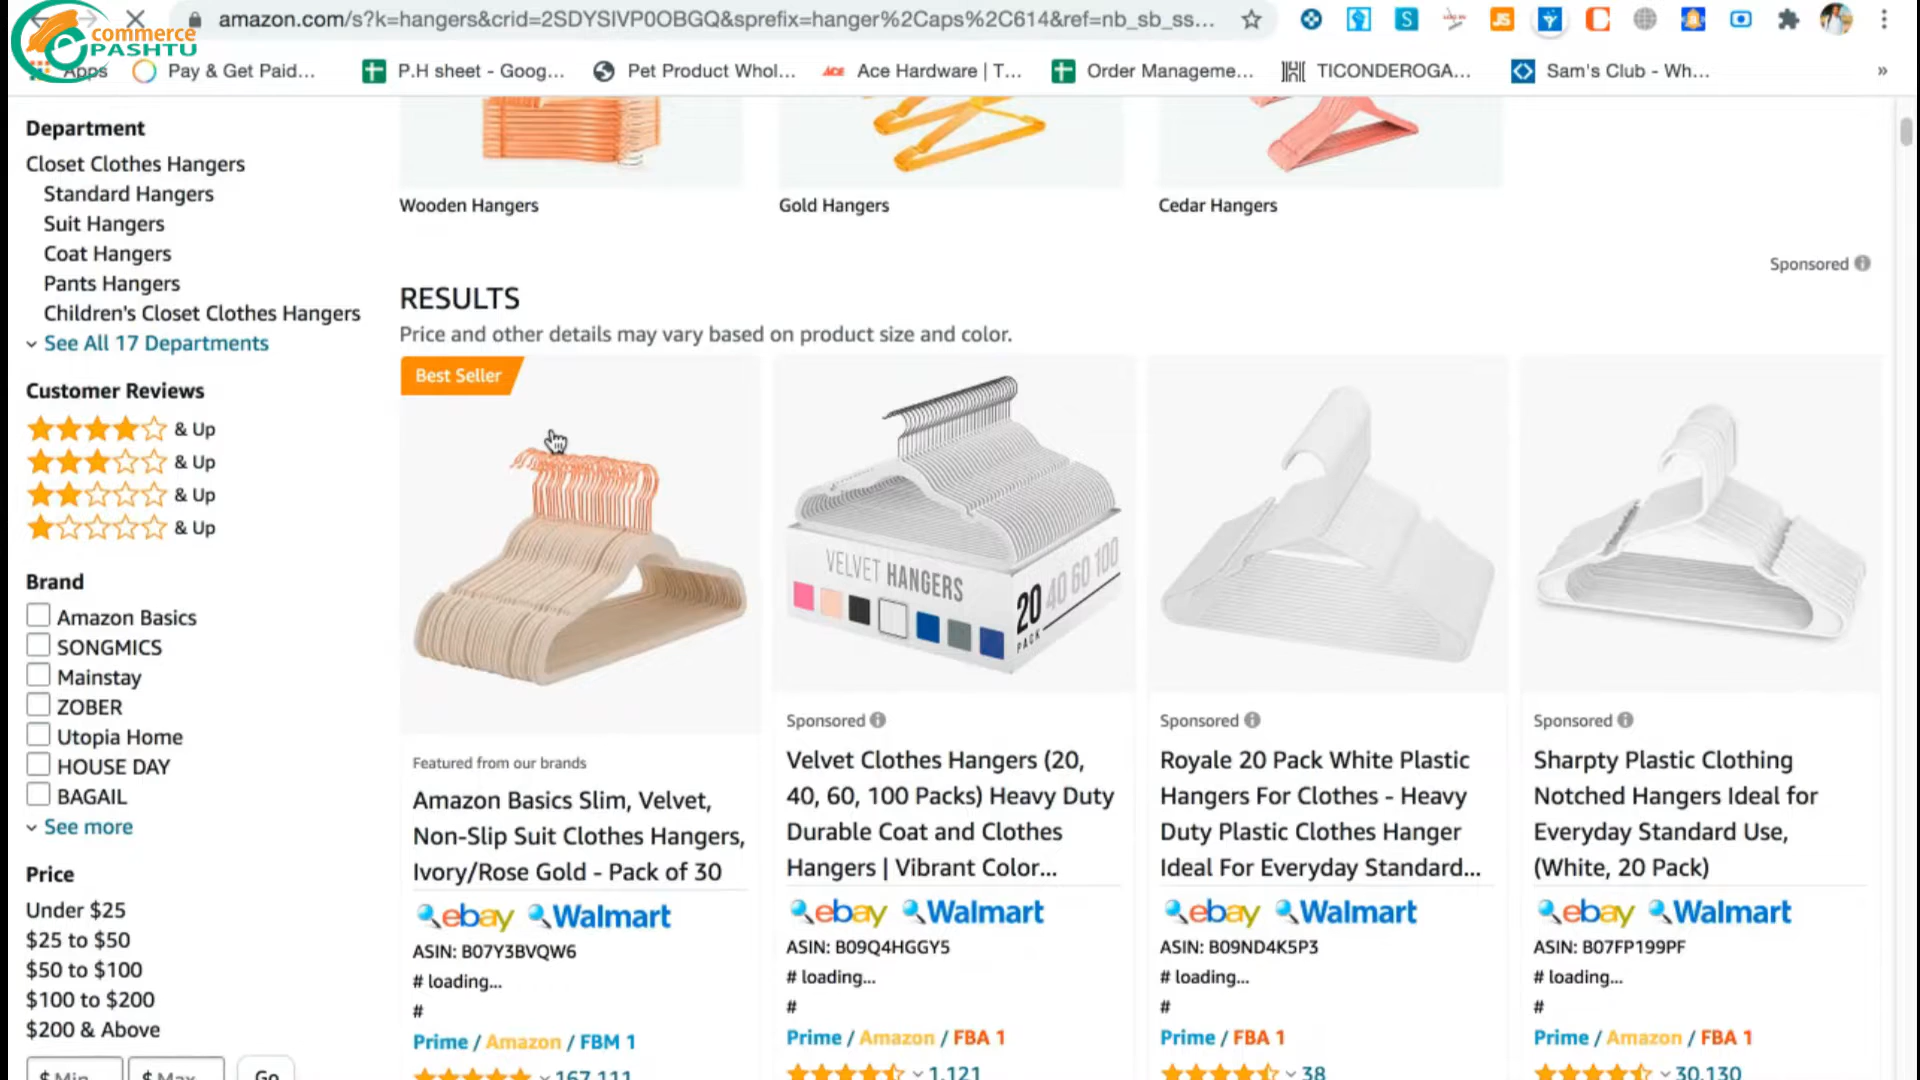 commerce
PASHTU
amazon.com/s?k=hangers&crid=2SDYSIVP0OBGQ&sprefix=hanger%2Caps%2C614&ref=nb_sb_ss...
Apps
Pay & Get Paid...
P.H sheet - Goog...
Pet Product Whol...
Ace Hardware | T...
Order Manageme...
TICONDEROGA...
Sam's Club - Wh...
»
Department
Closet Clothes Hangers
Standard Hangers
Suit Hangers
Coat Hangers
Pants Hangers
Children's Closet Clothes Hangers
See All 17 Departments
Customer Reviews
& Up
& Up
& Up
& Up
Brand
Amazon Basics
SONGMICS
Mainstay
ZOBER
Utopia Home
HOUSE DAY
BAGAIL
See more
Price
Under $25
$25 to $50
$50 to $100
$100 to $200
$200 & Above
$ Min
$ Max
Go
Wooden Hangers
Gold Hangers
Cedar Hangers
Sponsored
RESULTS
Price and other details may vary based on product size and color.
Best Seller
Featured from our brands
Amazon Basics Slim, Velvet,
Non-Slip Suit Clothes Hangers,
Ivory/Rose Gold - Pack of 30
ebay Walmart
ASIN: B07Y3BVQW6
# loading...
#
Prime / Amazon / FBM 1
167,111
VELVET HANGERS
20 40 60 100
PACK
Sponsored
Velvet Clothes Hangers (20,
40, 60, 100 Packs) Heavy Duty
Durable Coat and Clothes
Hangers | Vibrant Color...
ebay Walmart
ASIN: B09Q4HGGY5
# loading...
#
Prime / Amazon / FBA 1
1,121
Sponsored
Royale 20 Pack White Plastic
Hangers For Clothes - Heavy
Duty Plastic Clothes Hanger
Ideal For Everyday Standard...
ebay Walmart
ASIN: B09ND4K5P3
# loading...
#
Prime / FBA 1
38
Sponsored
Sharpty Plastic Clothing
Notched Hangers Ideal for
Everyday Standard Use,
(White, 20 Pack)
ebay Walmart
ASIN: B07FP199PF
# loading...
#
Prime / Amazon / FBA 1
30,130